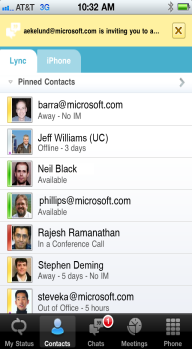 AT&T 3G 10:32 AM
aekelund@microsoft.com is inviting you to a...
Lync iPhone
Pinned Contacts
barra@microsoft.com
Away - No IM
Jeff Williams (UC)
Offline - 3 days
Neil Black
Available
phillips@microsoft.com
Available
Rajesh Ramanathan
In a Conference Call
Stephen Deming
Away - 5 days - No IM
steveka@microsoft.com
Out of Office - 5 hours
1
My Status Contacts Chats Meetings Phone